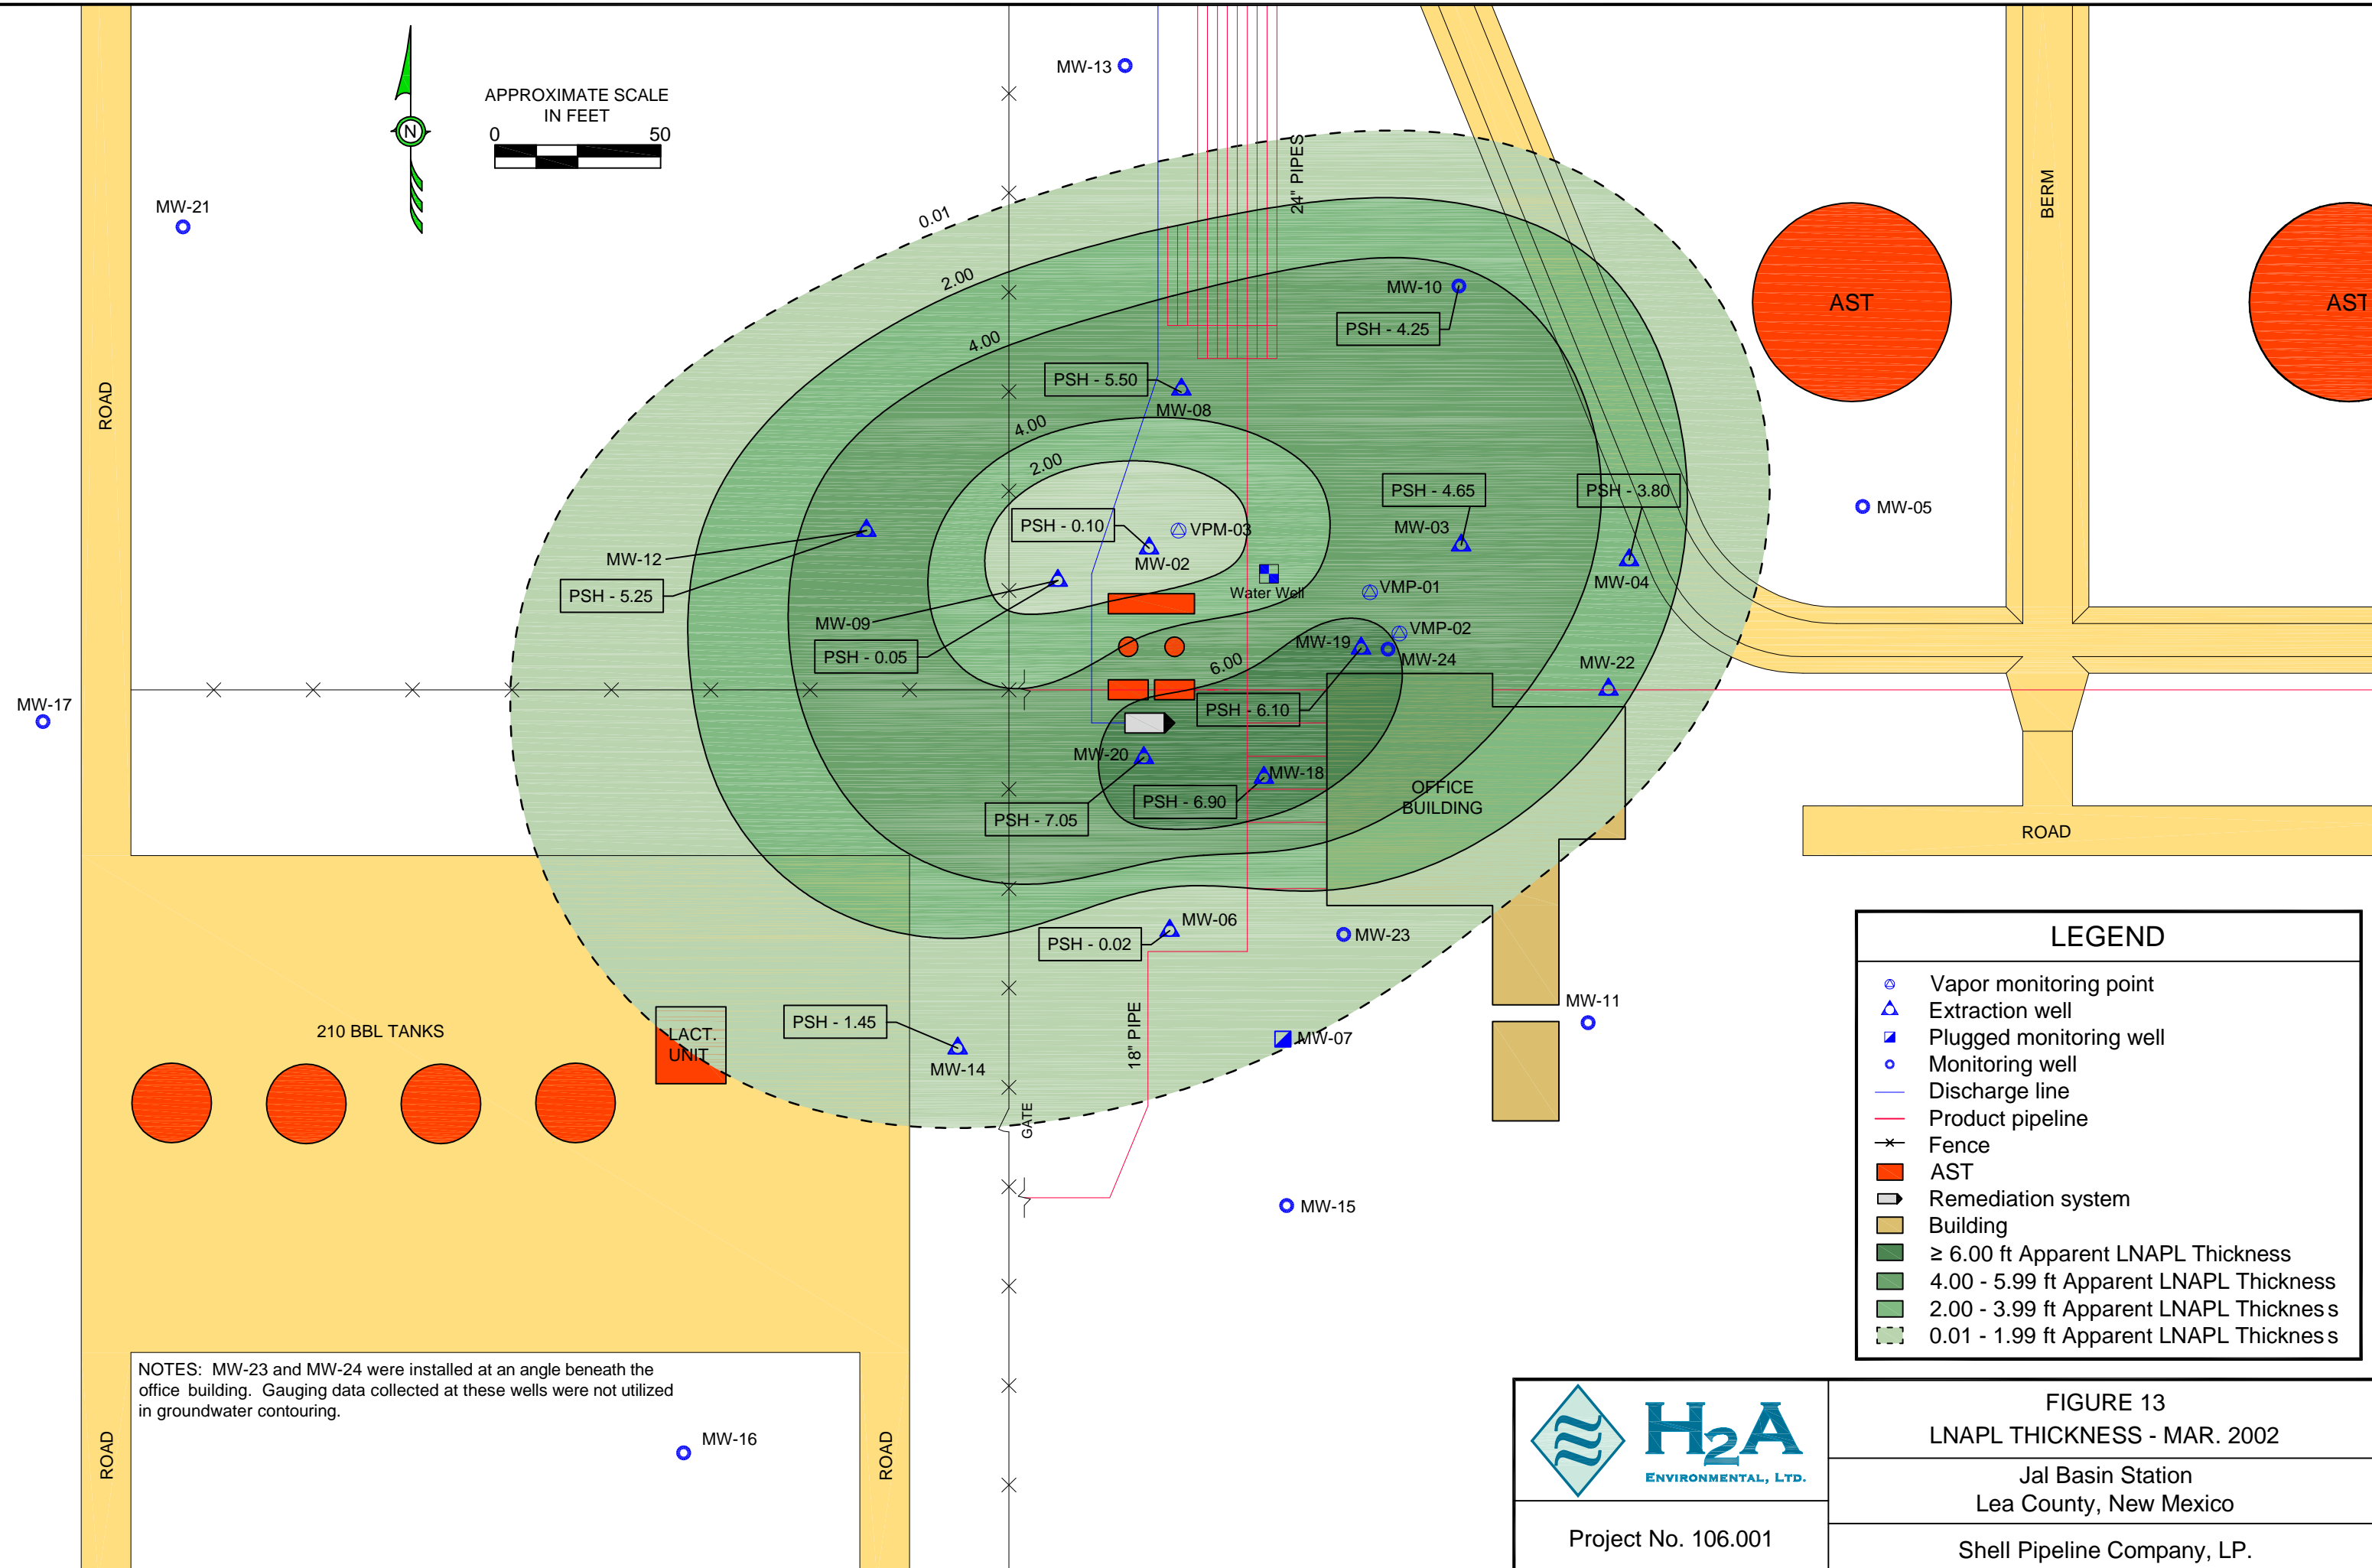 MW-13
APPROXIMATE SCALE
IN FEET
0 50
N
24" PIPES
BERM
MW-21
0.01
2.00
MW-10
AST
AST
PSH - 4.25
4.00
ROAD
PSH - 5.50
MW-08
4.00
2.00
PSH - 4.65
PSH - 3.80
MW-05
PSH - 0.10
VPM-03
MW-03
MW-12
MW-02
MW-04
PSH - 5.25
Water Well
VMP-01
MW-09
VMP-02
MW-19
PSH - 0.05
6.00
MW-24
MW-22
MW-17
PSH - 6.10
MW-20
MW-18
OFFICE
BUILDING
PSH - 6.90
PSH - 7.05
ROAD
MW-06
PSH - 0.02
MW-23
LEGEND
Vapor monitoring point
Extraction well
Plugged monitoring well
Monitoring well
Discharge line
Product pipeline
Fence
AST
Remediation system
Building
≥ 6.00 ft Apparent LNAPL Thickness
4.00 - 5.99 ft Apparent LNAPL Thickness
2.00 - 3.99 ft Apparent LNAPL Thickness
0.01 - 1.99 ft Apparent LNAPL Thickness
MW-11
210 BBL TANKS
LACT.
UNIT
PSH - 1.45
18" PIPE
MW-07
MW-14
GATE
MW-15
NOTES: MW-23 and MW-24 were installed at an angle beneath the
office building. Gauging data collected at these wells were not utilized
in groundwater contouring.
ROAD
MW-16
ROAD
H2A
ENVIRONMENTAL, LTD.
Project No. 106.001
FIGURE 13
LNAPL THICKNESS - MAR. 2002
Jal Basin Station
Lea County, New Mexico
Shell Pipeline Company, LP.